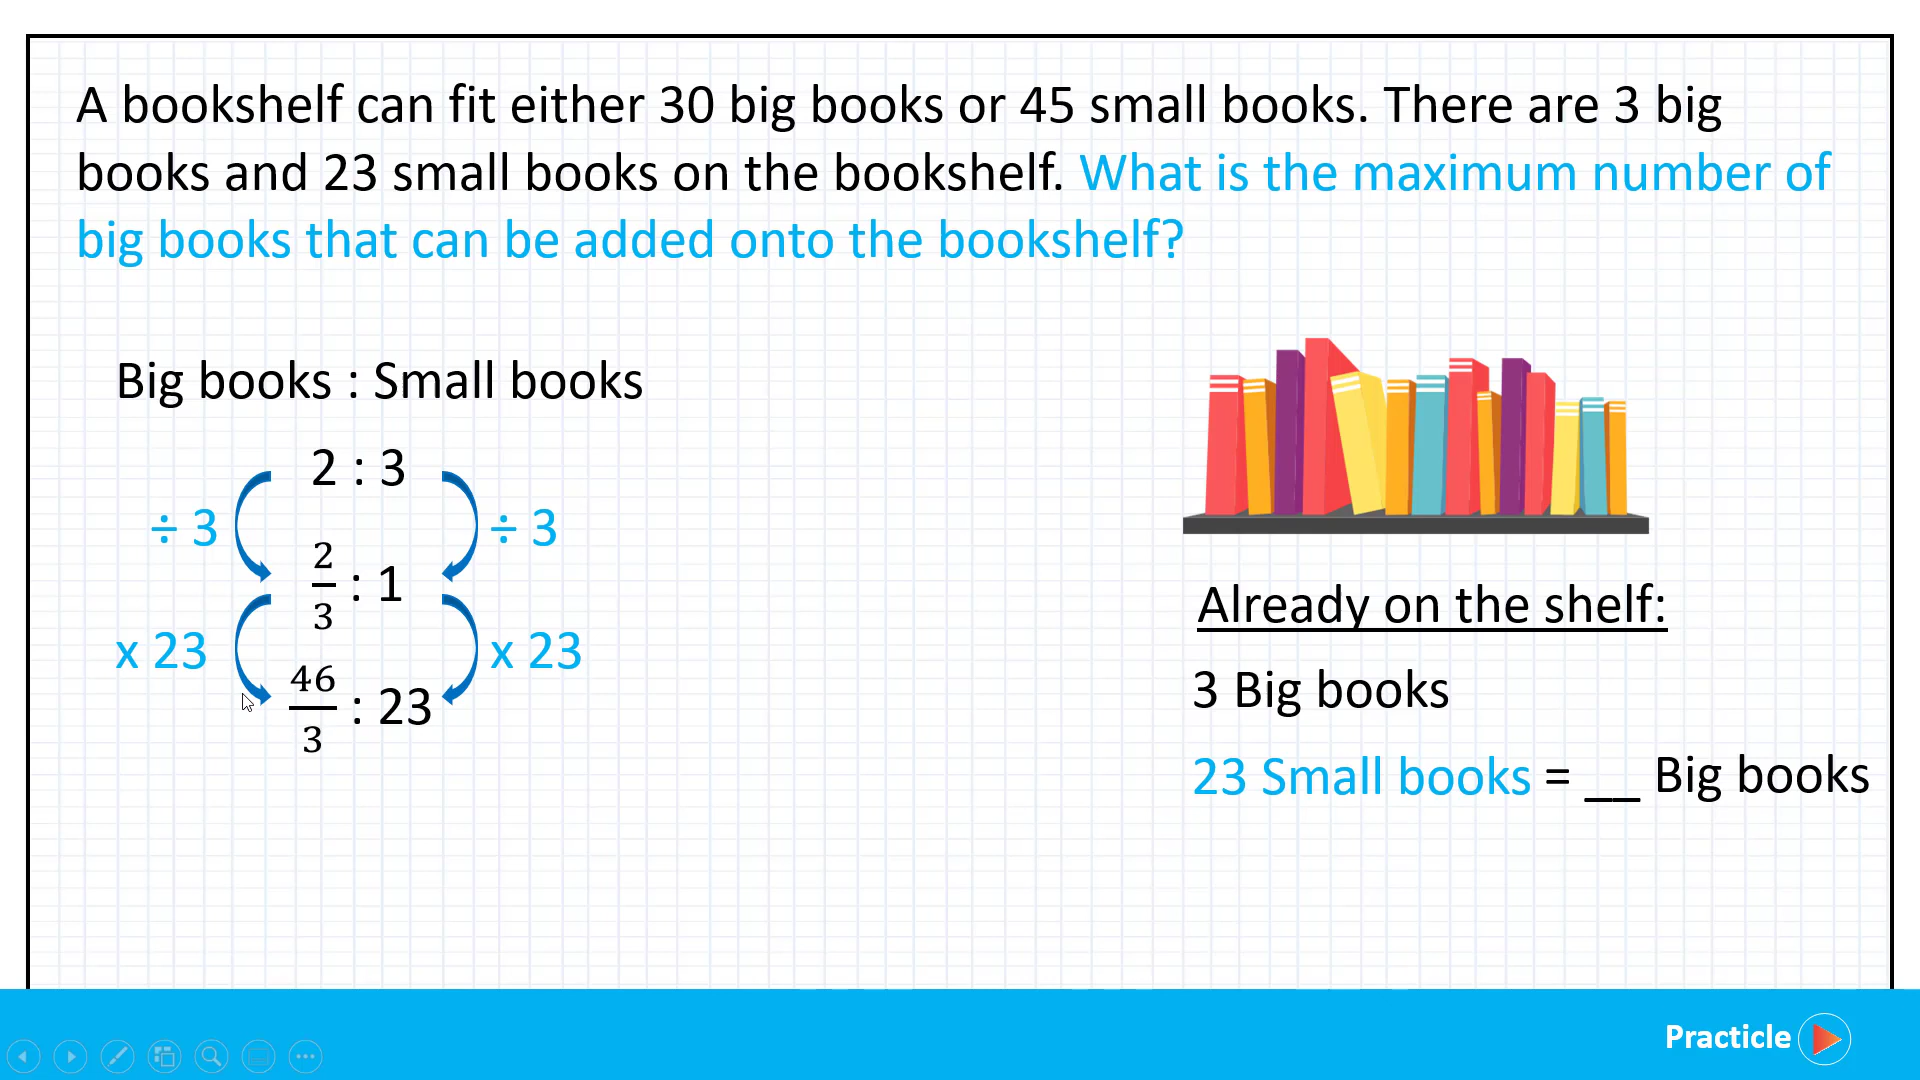 A bookshelf can fit either 30 big books or 45 small books. There are 3 big
books and 23 small books on the bookshelf. What is the maximum number of
big books that can be added onto the bookshelf?
Big books : Small books
2 : 3
÷ 3 ÷ 3
2/3 : 1
x 23 x 23
46/3 : 23
Already on the shelf:
3 Big books
23 Small books = __ Big books
Practicle